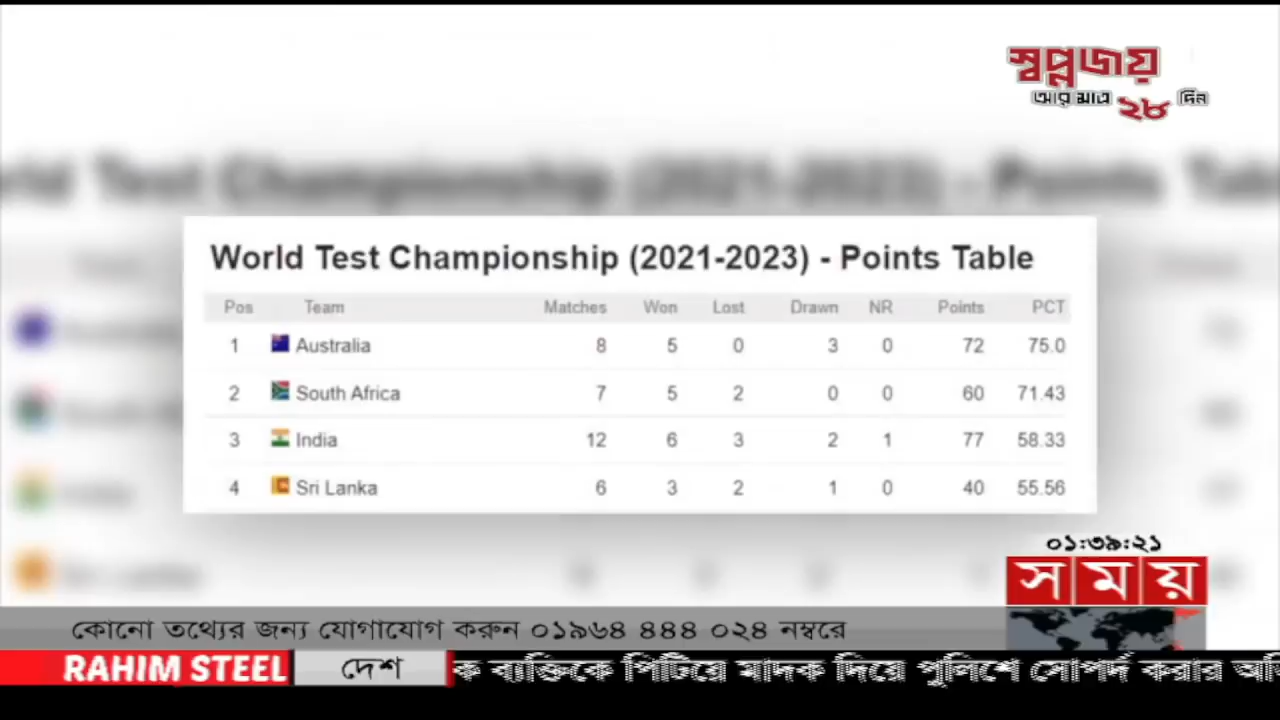 স্বপ্নজয়
আর মাত্র ২৮ দিন
World Test Championship (2021-2023) - Points Table
Pos Team Matches Won Lost Drawn NR Points PCT
1 Australia 8 5 0 3 0 72 75.0
2 South Africa 7 5 2 0 0 60 71.43
3 India 12 6 3 2 1 77 58.33
4 Sri Lanka 6 3 2 1 0 40 55.56
০১:৩৯:২১
সময়
কোনো তথ্যের জন্য যোগাযোগ করুন ০১৯৬৪ ৪৪৪ ০২৪ নম্বরে
RAHIM STEEL দেশ ক ব্যক্তিকে পিটিয়ে মাদক দিয়ে পুলিশে সোপর্দ করার